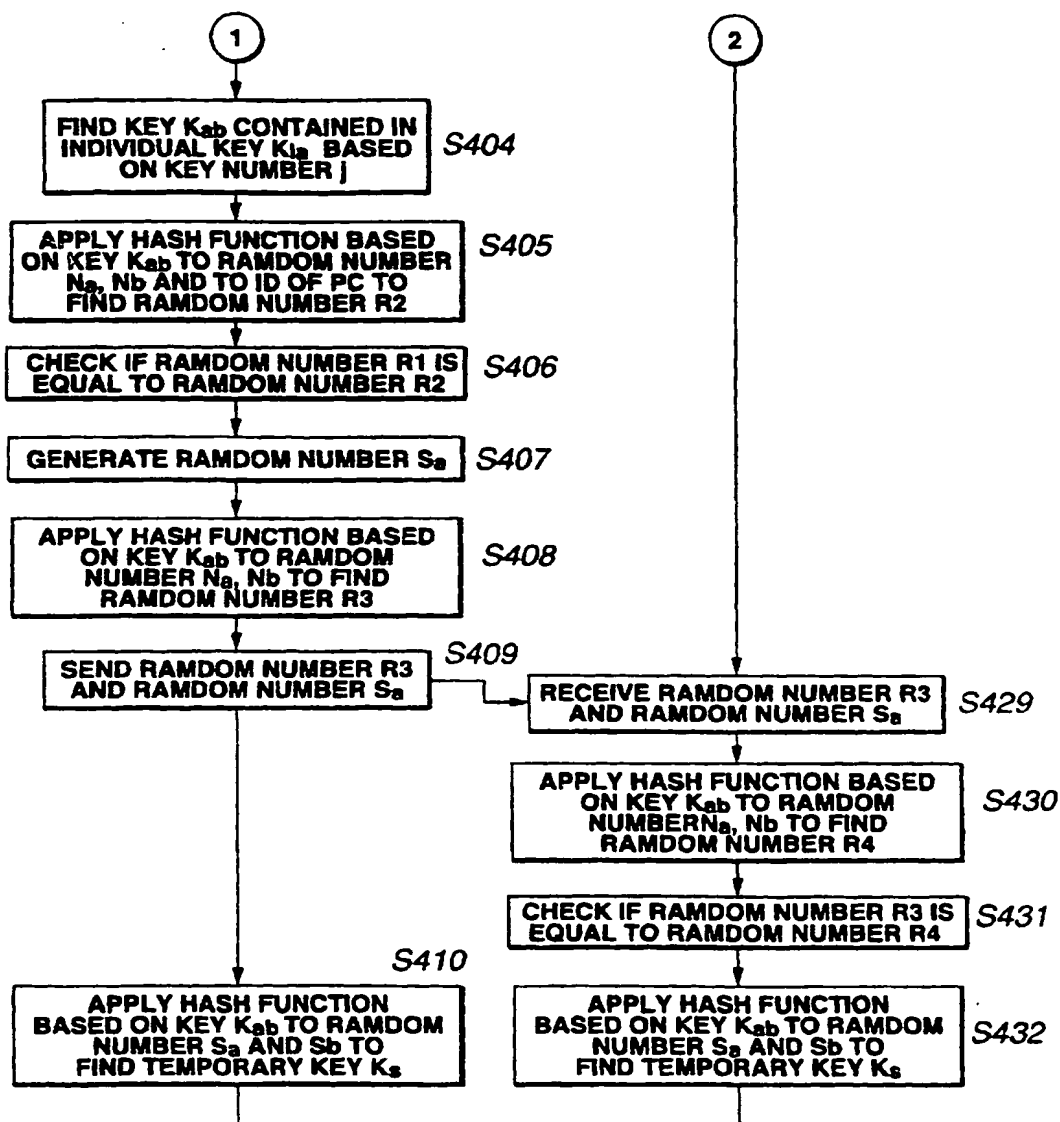 1
2
FIND KEY Kab CONTAINED IN
INDIVIDUAL KEY Kia BASED
ON KEY NUMBER j
S404
APPLY HASH FUNCTION BASED
ON KEY Kab TO RAMDOM NUMBER
Na, Nb AND TO ID OF PC TO
FIND RAMDOM NUMBER R2
S405
CHECK IF RAMDOM NUMBER R1 IS
EQUAL TO RAMDOM NUMBER R2
S406
GENERATE RAMDOM NUMBER Sa
S407
APPLY HASH FUNCTION BASED
ON KEY Kab TO RAMDOM
NUMBER Na, Nb TO FIND
RAMDOM NUMBER R3
S408
SEND RAMDOM NUMBER R3
AND RAMDOM NUMBER Sa
S409
RECEIVE RAMDOM NUMBER R3
AND RAMDOM NUMBER Sa
S429
APPLY HASH FUNCTION BASED
ON KEY Kab TO RAMDOM
NUMBERNa, Nb TO FIND
RAMDOM NUMBER R4
S430
CHECK IF RAMDOM NUMBER R3 IS
EQUAL TO RAMDOM NUMBER R4
S431
S410
APPLY HASH FUNCTION
BASED ON KEY Kab TO RAMDOM
NUMBER Sa AND Sb TO
FIND TEMPORARY KEY Ks
APPLY HASH FUNCTION
BASED ON KEY Kab TO RAMDOM
NUMBER Sa AND Sb TO
FIND TEMPORARY KEY Ks
S432